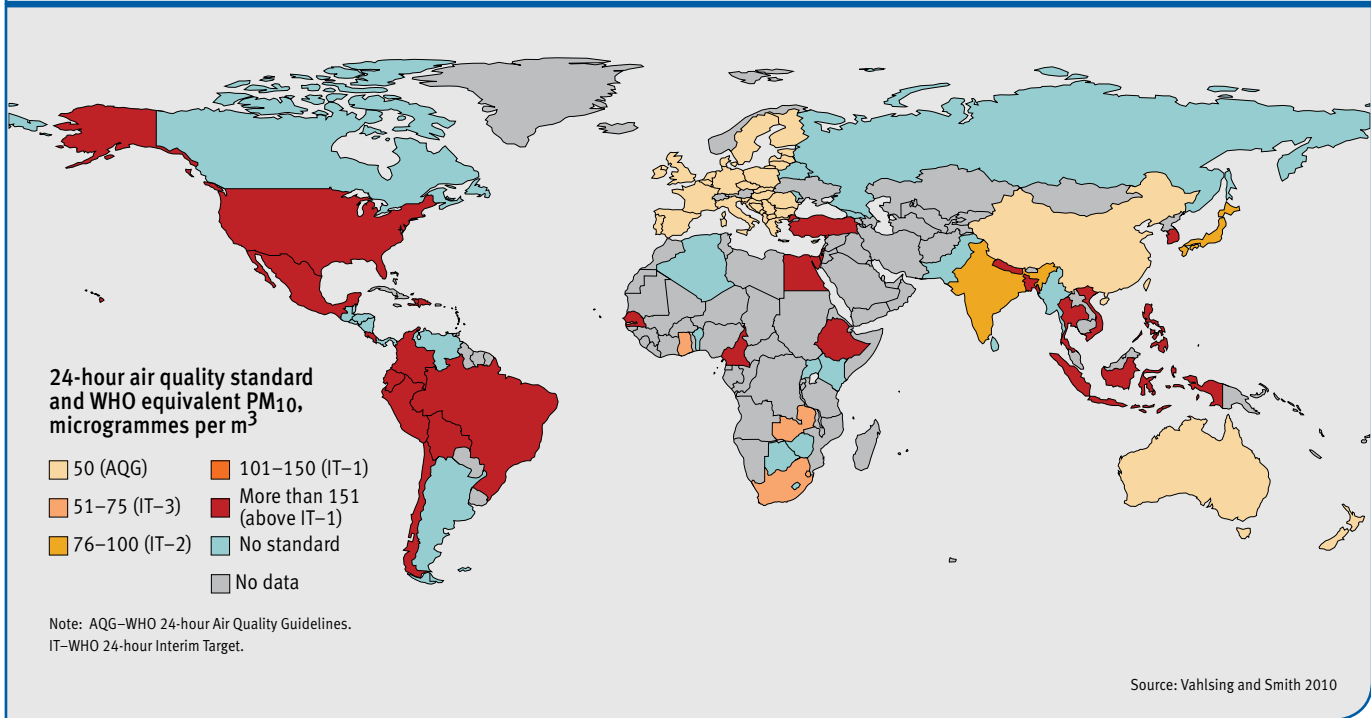 24-hour air quality standard
and WHO equivalent PM10,
microgrammes per m3
50 (AQG)
51–75 (IT–3)
76–100 (IT–2)
101–150 (IT–1)
More than 151
(above IT–1)
No standard
No data
Note: AQG–WHO 24-hour Air Quality Guidelines.
IT–WHO 24-hour Interim Target.
Source: Vahlsing and Smith 2010